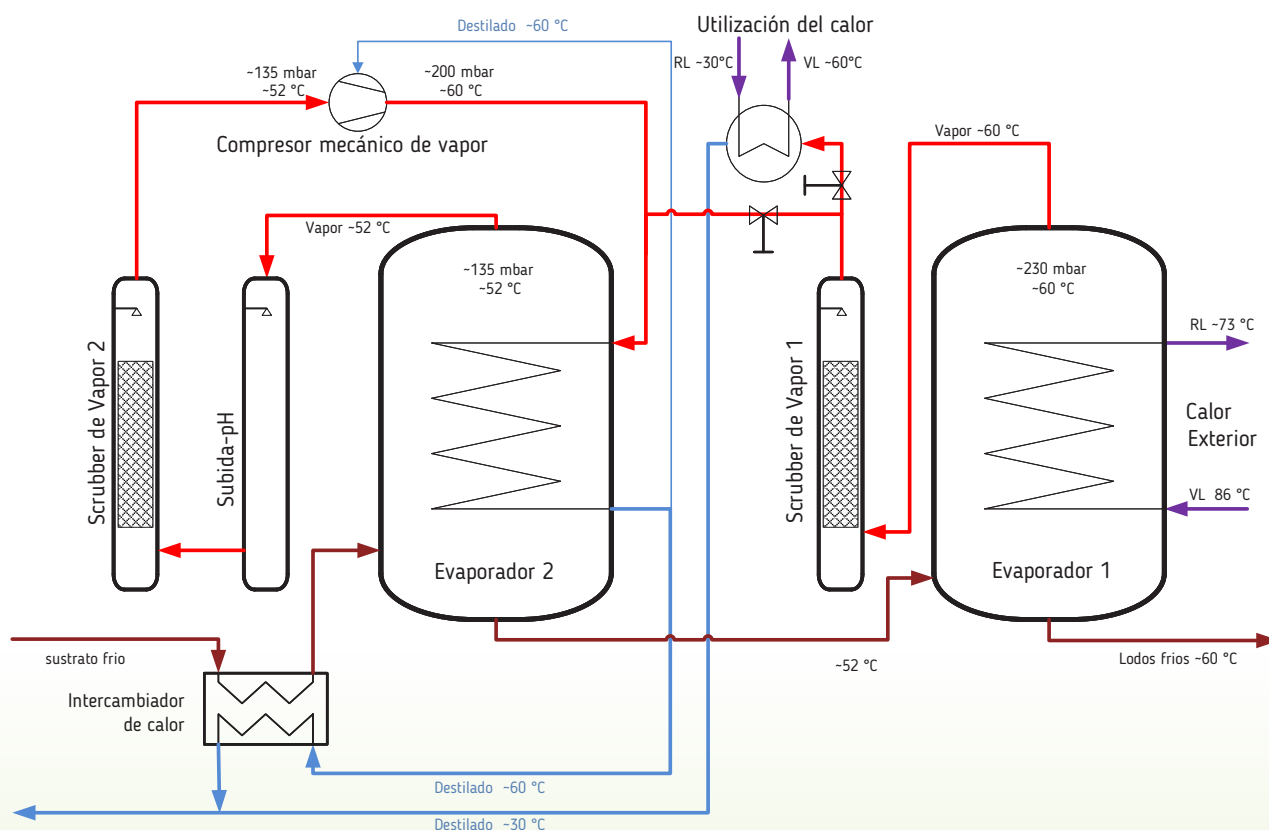 Destilado ~60 °C
Utilización del calor
RL ~30°C
VL ~60°C
~135 mbar
~52 °C
~200 mbar
~60 °C
Compresor mecánico de vapor
Vapor ~60 °C
Vapor ~52 °C
~135 mbar
~52 °C
~230 mbar
~60 °C
Scrubber de Vapor 2
Subida-pH
Evaporador 2
Scrubber de Vapor 1
Evaporador 1
RL ~73 °C
Calor
Exterior
VL 86 °C
sustrato frio
~52 °C
Lodos frios ~60 °C
Intercambiador
de calor
Destilado ~60 °C
Destilado ~30 °C